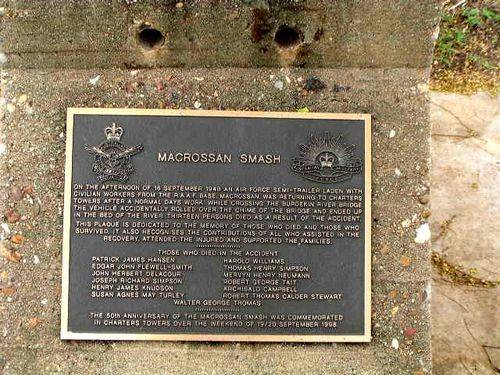 MACROSSAN SMASH
ON THE AFTERNOON OF 16 SEPTEMBER 1948 AN AIR FORCE SEMI-TRAILER LADEN WITH
CIVILIAN WORKERS FROM THE R.A.A.F. BASE, MACROSSAN, WAS RETURNING TO CHARTERS
TOWERS AFTER A NORMAL DAYS WORK. WHILE CROSSING THE BURDEKIN RIVER BRIDGE
THE VEHICLE ACCIDENTALLY ROLLED OVER THE CHIME OF THE BRIDGE AND ENDED UP
IN THE BED OF THE RIVER. THIRTEEN PERSONS DIED AS A RESULT OF THE ACCIDENT.
THIS PLAQUE IS DEDICATED TO THE MEMORY OF THOSE WHO DIED AND THOSE WHO
SURVIVED. IT ALSO RECOGNISES THE CONTRIBUTIONS OF ALL WHO ASSISTED IN THE
RECOVERY, ATTENDED THE INJURED AND SUPPORTED THE FAMILIES.
THOSE WHO DIED IN THE ACCIDENT
PATRICK JAMES HANSEN HAROLD WILLIAMS
EDGAR JOHN FLEWELL-SMITH THOMAS HENRY SIMPSON
JOHN HERBERT DELACOUR MERVYN HENRY NEUMANN
JOSEPH RICHARD SIMPSON ROBERT GEORGE TAIT
HENRY JAMES KNUDSON ARCHIBALD CAMPBELL
SUSAN AGNES MAY TURLEY ROBERT THOMAS CALDER STEWART
WALTER GEORGE THOMAS
THE 50TH ANNIVERSARY OF THE MACROSSAN SMASH WAS COMMEMORATED
IN CHARTERS TOWERS OVER THE WEEKEND OF 19/20 SEPTEMBER 1998